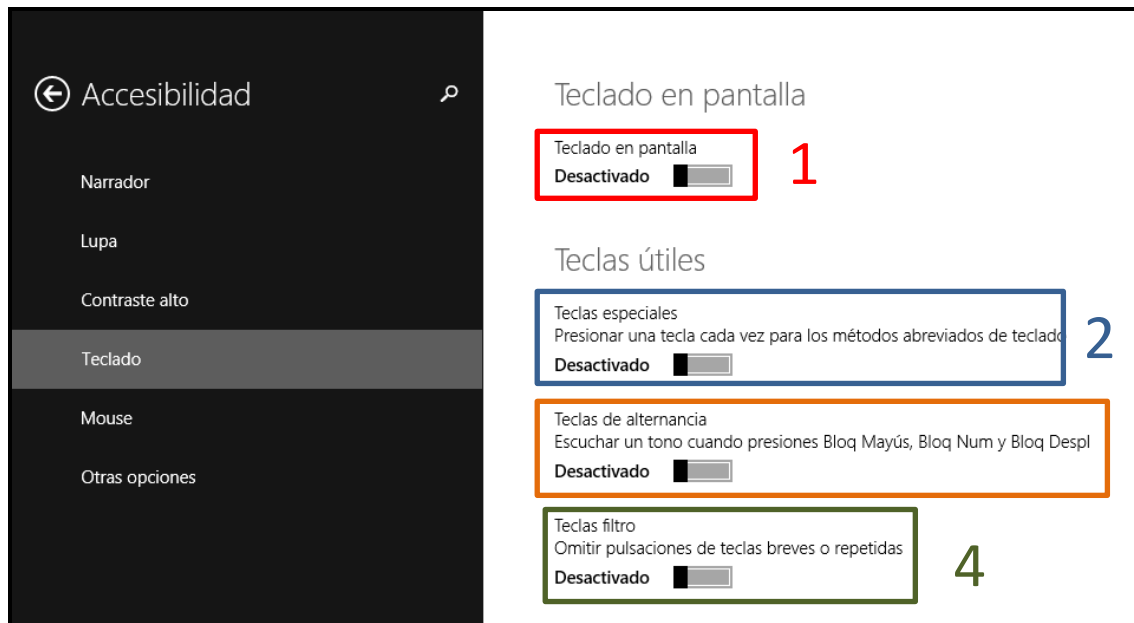 Accesibilidad
Narrador
Lupa
Contraste alto
Teclado
Mouse
Otras opciones
Teclado en pantalla
Teclado en pantalla
Desactivado
1
Teclas útiles
Teclas especiales
Presionar una tecla cada vez para los métodos abreviados de teclado
Desactivado
2
Teclas de alternancia
Escuchar un tono cuando presiones Bloq Mayús, Bloq Num y Bloq Despl
Desactivado
Teclas filtro
Omitir pulsaciones de teclas breves o repetidas
Desactivado
4